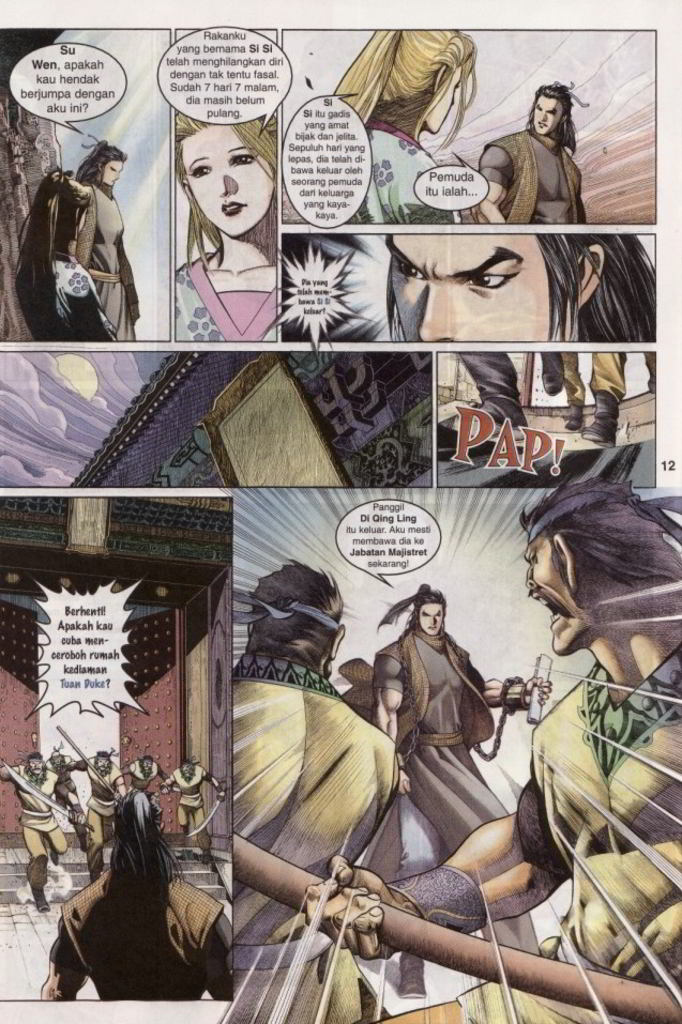 Su
Wen, apakah
kau hendak
berjumpa dengan
aku ini?
Rakanku
yang bernama Si Si
telah menghilangkan diri
dengan tak tentu fasal.
Sudah 7 hari 7 malam,
dia masih belum
pulang.
Si
Si itu gadis
yang amat
bijak dan jelita.
Sepuluh hari yang
lepas, dia telah di-
bawa keluar oleh
seorang pemuda
dari keluarga
yang kaya-
kaya.
Pemuda
itu ialah...
Dia yang
telah mem-
bawa Si Si
keluar?
PAP!
12
Berhenti!
Apakah kau
cuba men-
ceroboh rumah
kediaman
Tuan Duke?
Panggil
Di Qing Ling
itu keluar. Aku mesti
membawa dia ke
Jabatan Majistret
sekarang!